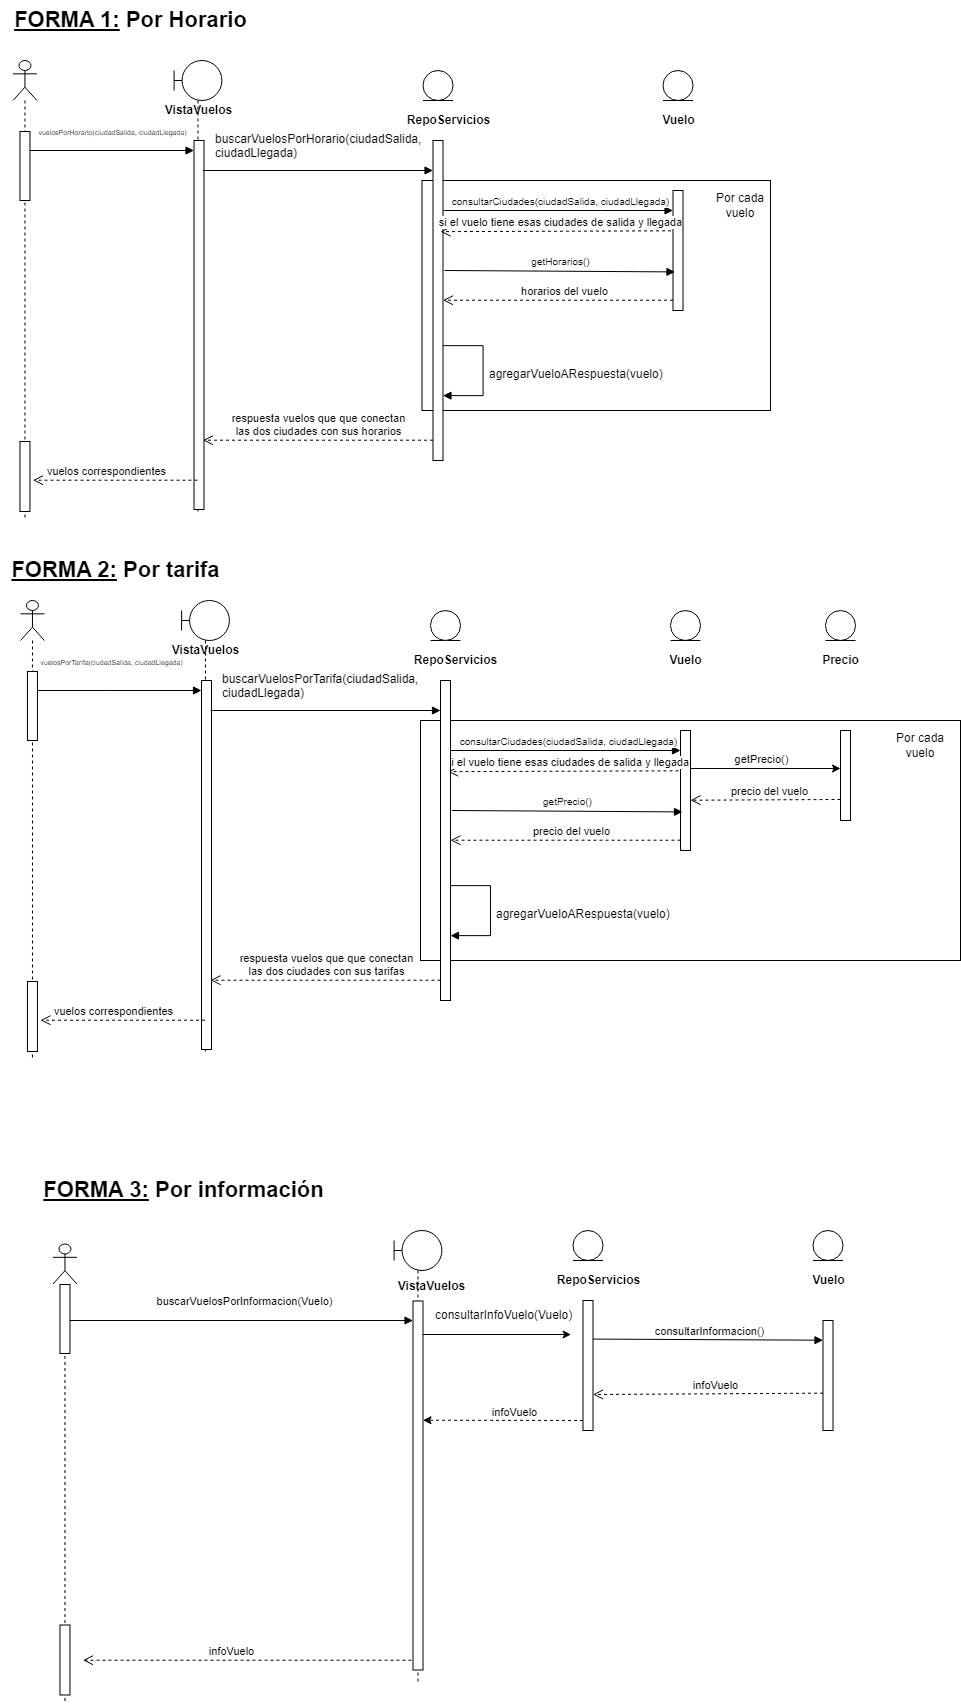 FORMA 1: Por Horario
VistaVuelos
RepoServicios
Vuelo
vuelosPorHorario(ciudadSalida, ciudadLlegada)
buscarVuelosPorHorario(ciudadSalida,
ciudadLlegada)
Por cada
vuelo
consultarCiudades(ciudadSalida, ciudadLlegada)
si el vuelo tiene esas ciudades de salida y llegada
getHorarios()
horarios del vuelo
agregarVueloARespuesta(vuelo)
respuesta vuelos que que conectan
las dos ciudades con sus horarios
vuelos correspondientes
FORMA 2: Por tarifa
VistaVuelos
RepoServicios
Vuelo
Precio
vuelosPorTarifa(ciudadSalida, ciudadLlegada)
buscarVuelosPorTarifa(ciudadSalida,
ciudadLlegada)
Por cada
vuelo
consultarCiudades(ciudadSalida, ciudadLlegada)
i el vuelo tiene esas ciudades de salida y llegada
getPrecio()
precio del vuelo
getPrecio()
precio del vuelo
agregarVueloARespuesta(vuelo)
respuesta vuelos que que conectan
las dos ciudades con sus tarifas
vuelos correspondientes
FORMA 3: Por información
VistaVuelos
RepoServicios
Vuelo
buscarVuelosPorInformacion(Vuelo)
consultarInfoVuelo(Vuelo)
consultarInformacion()
infoVuelo
infoVuelo
infoVuelo